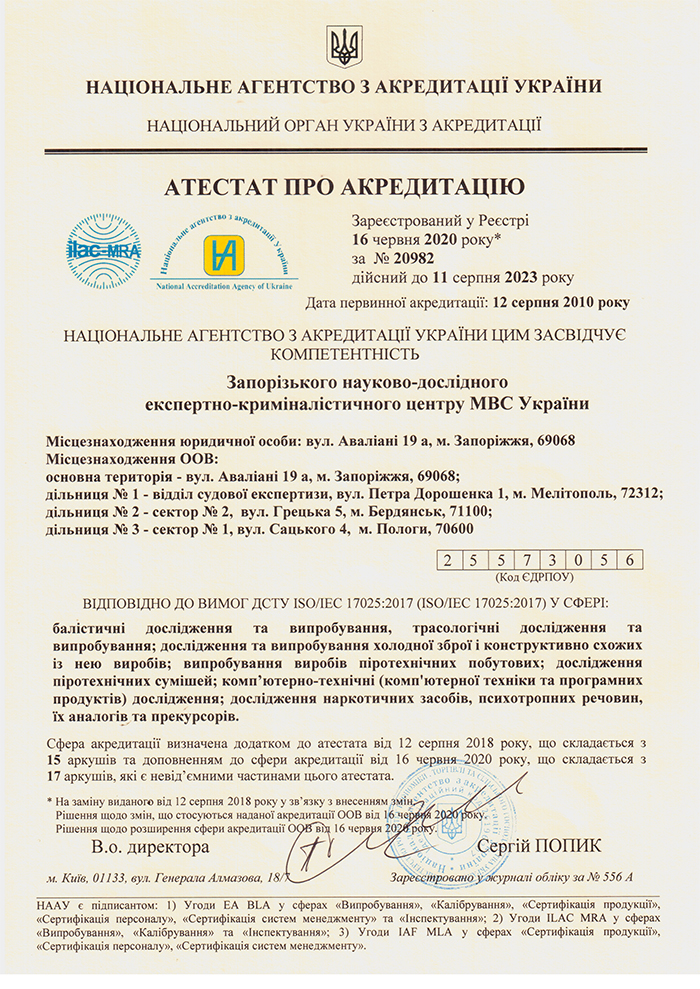 НАЦІОНАЛЬНЕ АГЕНТСТВО З АКРЕДИТАЦІЇ УКРАЇНИ
НАЦІОНАЛЬНИЙ ОРГАН УКРАЇНИ З АКРЕДИТАЦІЇ
АТЕСТАТ ПРО АКРЕДИТАЦІЮ
ilac-MRA
Національне агентство з акредитації України
НА
National Accreditation Agency of Ukraine
Зареєстрований у Реєстрі
16 червня 2020 року*
за № 20982
дійсний до 11 серпня 2023 року
Дата первинної акредитації: 12 серпня 2010 року
НАЦІОНАЛЬНЕ АГЕНТСТВО З АКРЕДИТАЦІЇ УКРАЇНИ ЦИМ ЗАСВІДЧУЄ
КОМПЕТЕНТНІСТЬ
Запорізького науково-дослідного
експертно-криміналістичного центру МВС України
Місцезнаходження юридичної особи: вул. Аваліані 19 а, м. Запоріжжя, 69068
Місцезнаходження ООВ:
основна територія - вул. Аваліані 19 а, м. Запоріжжя, 69068;
дільниця № 1 - відділ судової експертизи, вул. Петра Дорошенка 1, м. Мелітополь, 72312;
дільниця № 2 - сектор № 2, вул. Грецька 5, м. Бердянськ, 71100;
дільниця № 3 - сектор № 1, вул. Сацького 4, м. Пологи, 70600
2 5 5 7 3 0 5 6
(Код ЄДРПОУ)
ВІДПОВІДНО ДО ВИМОГ ДСТУ ISO/IEC 17025:2017 (ISO/IEC 17025:2017) У СФЕРІ:
балістичні дослідження та випробування, трасологічні дослідження та
випробування; дослідження та випробування холодної зброї і конструктивно схожих
із нею виробів; випробування виробів піротехнічних побутових; дослідження
піротехнічних сумішей; комп’ютерно-технічні (комп'ютерної техніки та програмних
продуктів) дослідження; дослідження наркотичних засобів, психотропних речовин,
їх аналогів та прекурсорів.
Сфера акредитації визначена додатком до атестата від 12 серпня 2018 року, що складається з
15 аркушів та доповненням до сфери акредитації від 16 червня 2020 року, що складається з
17 аркушів, які є невід’ємними частинами цього атестата.
* На заміну виданого від 12 серпня 2018 року у зв’язку з внесенням змін.
Рішення щодо змін, що стосуються наданої акредитації ООВ від 16 червня 2020 року.
Рішення щодо розширення сфери акредитації ООВ від 16 червня 2020 року.
В.о. директора
Сергій ПОПИК
м. Київ, 01133, вул. Генерала Алмазова, 18/7
Зареєстровано у журналі обліку за № 556 А
НААУ є підписантом: 1) Угоди EA BLA у сферах «Випробування», «Калібрування», «Сертифікація продукції»,
«Сертифікація персоналу», «Сертифікація систем менеджменту» та «Інспектування»; 2) Угоди ILAC MRA у сферах
«Випробування», «Калібрування» та «Інспектування»; 3) Угоди IAF MLA у сферах «Сертифікація продукції»,
«Сертифікація персоналу», «Сертифікація систем менеджменту».